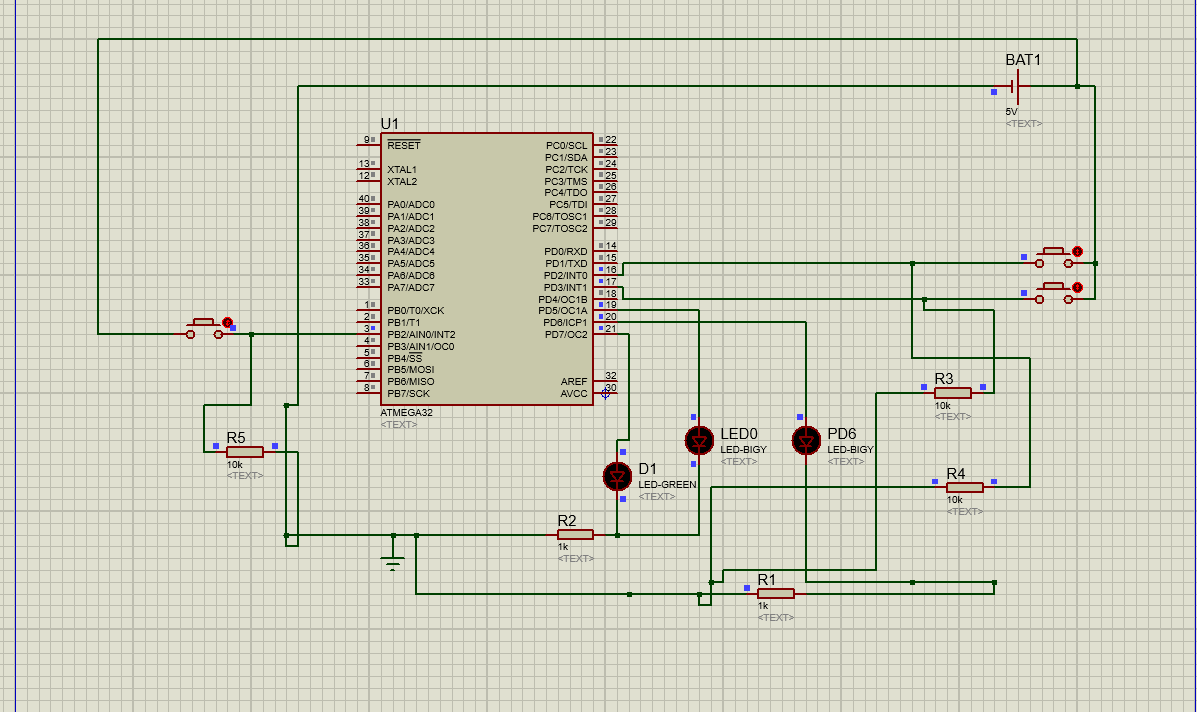 BAT1
5V
<TEXT>
U1
9 RESET
13 XTAL1
12 XTAL2
40 PA0/ADC0
39 PA1/ADC1
38 PA2/ADC2
37 PA3/ADC3
36 PA4/ADC4
35 PA5/ADC5
34 PA6/ADC6
33 PA7/ADC7
1 PB0/T0/XCK
2 PB1/T1
3 PB2/AIN0/INT2
4 PB3/AIN1/OC0
5 PB4/SS
6 PB5/MOSI
7 PB6/MISO
8 PB7/SCK
PC0/SCL 22
PC1/SDA 23
PC2/TCK 24
PC3/TMS 25
PC4/TDO 26
PC5/TDI 27
PC6/TOSC1 28
PC7/TOSC2 29
PD0/RXD 14
PD1/TXD 15
PD2/INT0 16
PD3/INT1 17
PD4/OC1B 18
PD5/OC1A 19
PD6/ICP1 20
PD7/OC2 21
AREF 32
AVCC 30
ATMEGA32
<TEXT>
R3
10k
<TEXT>
R5
10k
<TEXT>
LED0
LED-BIGY
<TEXT>
PD6
LED-BIGY
<TEXT>
D1
LED-GREEN
<TEXT>
R4
10k
<TEXT>
R2
1k
<TEXT>
R1
1k
<TEXT>